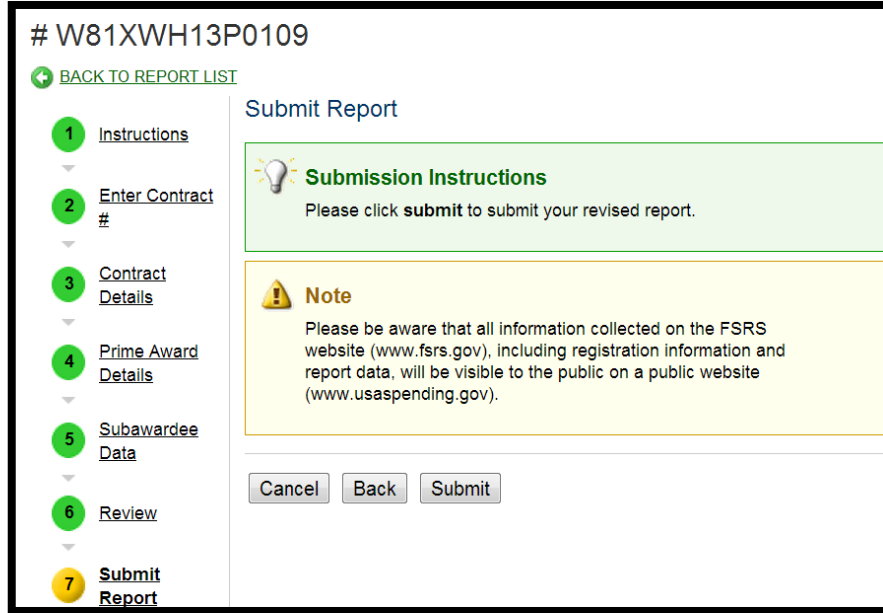 # W81XWH13P0109
BACK TO REPORT LIST
1 Instructions
2 Enter Contract
#
3 Contract
Details
4 Prime Award
Details
5 Subawardee
Data
6 Review
7 Submit
Report
Submit Report
Submission Instructions
Please click submit to submit your revised report.
Note
Please be aware that all information collected on the FSRS
website (www.fsrs.gov), including registration information and
report data, will be visible to the public on a public website
(www.usaspending.gov).
Cancel Back Submit